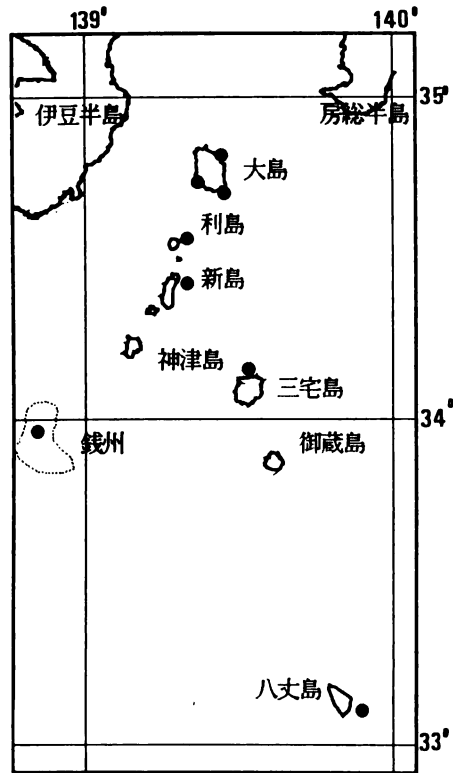 139°
140°
35°
伊豆半島
房総半島
大島
利島
新島
神津島
三宅島
34°
銭州
御蔵島
八丈島
33°